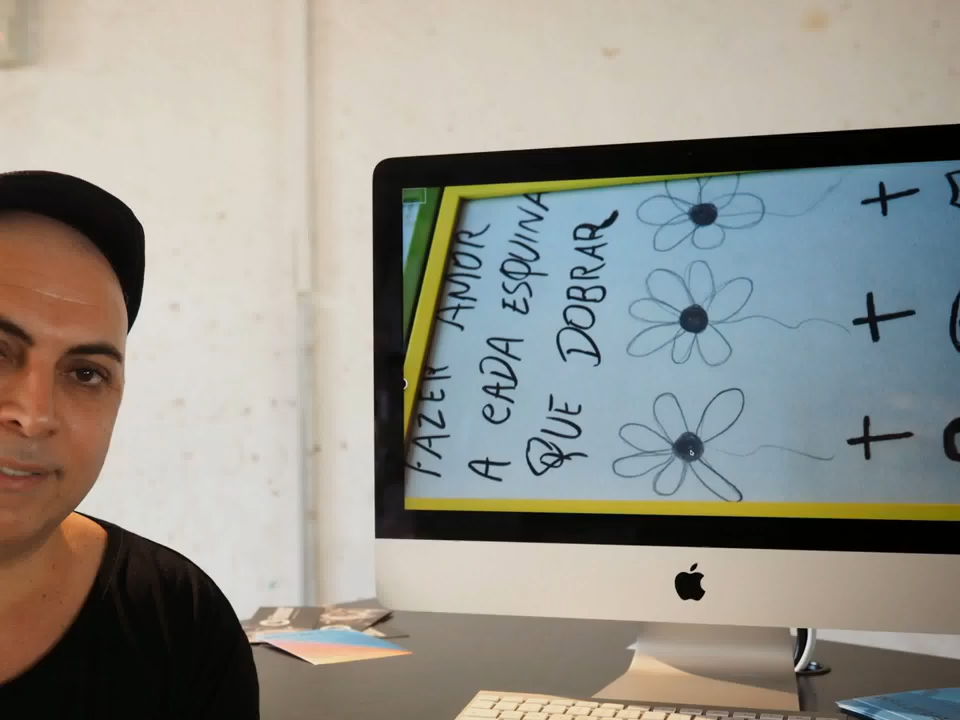 FAZER AMOR
A CADA ESQUINA
QUE DOBRAR
+
+
+